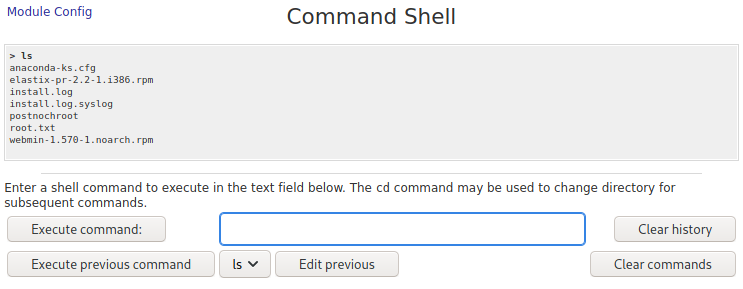 Module Config
Command Shell
> ls
anaconda-ks.cfg
elastix-pr-2.2-1.i386.rpm
install.log
install.log.syslog
postnochroot
root.txt
webmin-1.570-1.noarch.rpm
Enter a shell command to execute in the text field below. The cd command may be used to change directory for
subsequent commands.
Execute command: Clear history
Execute previous command ls Edit previous Clear commands